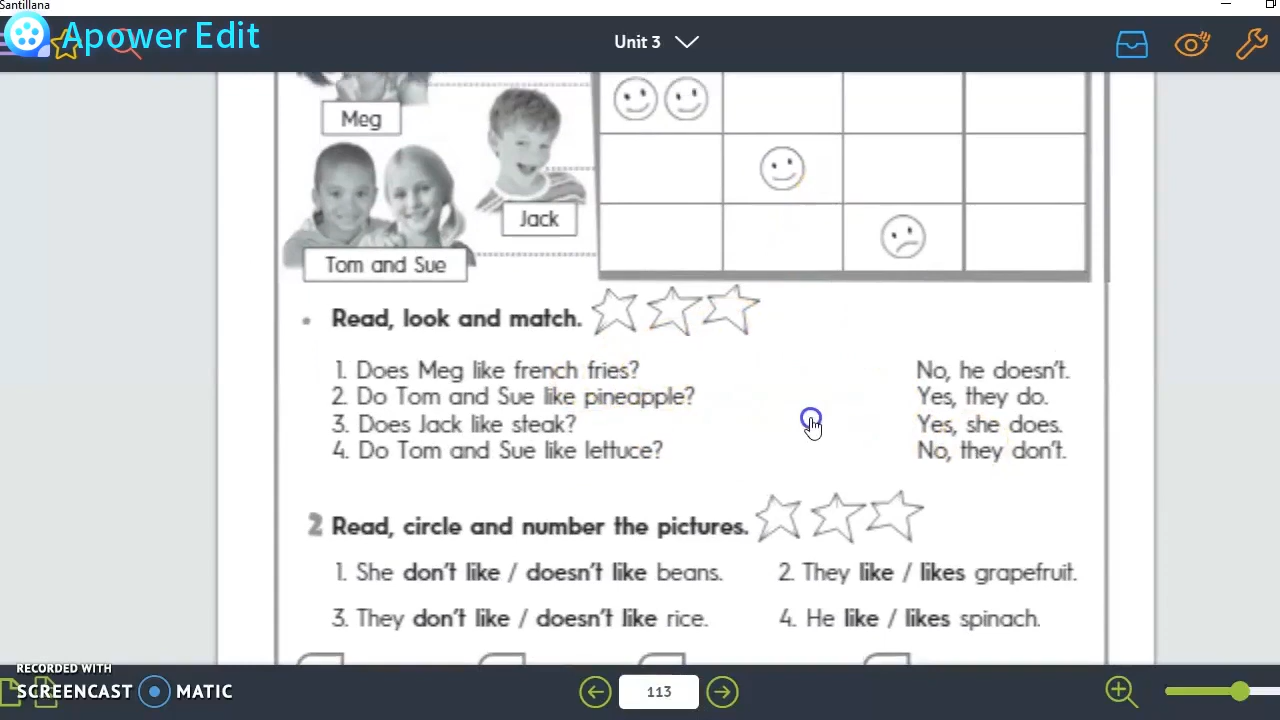 Santillana
Apower Edit
Unit 3
Meg
Jack
Tom and Sue
Read, look and match.
1. Does Meg like french fries?
No, he doesn't.
2. Do Tom and Sue like pineapple?
Yes, they do.
3. Does Jack like steak?
Yes, she does.
4. Do Tom and Sue like lettuce?
No, they don't.
2 Read, circle and number the pictures.
1. She don't like / doesn't like beans.
2. They like / likes grapefruit.
3. They don't like / doesn't like rice.
4. He like / likes spinach.
RECORDED WITH
SCREENCAST MATIC
113